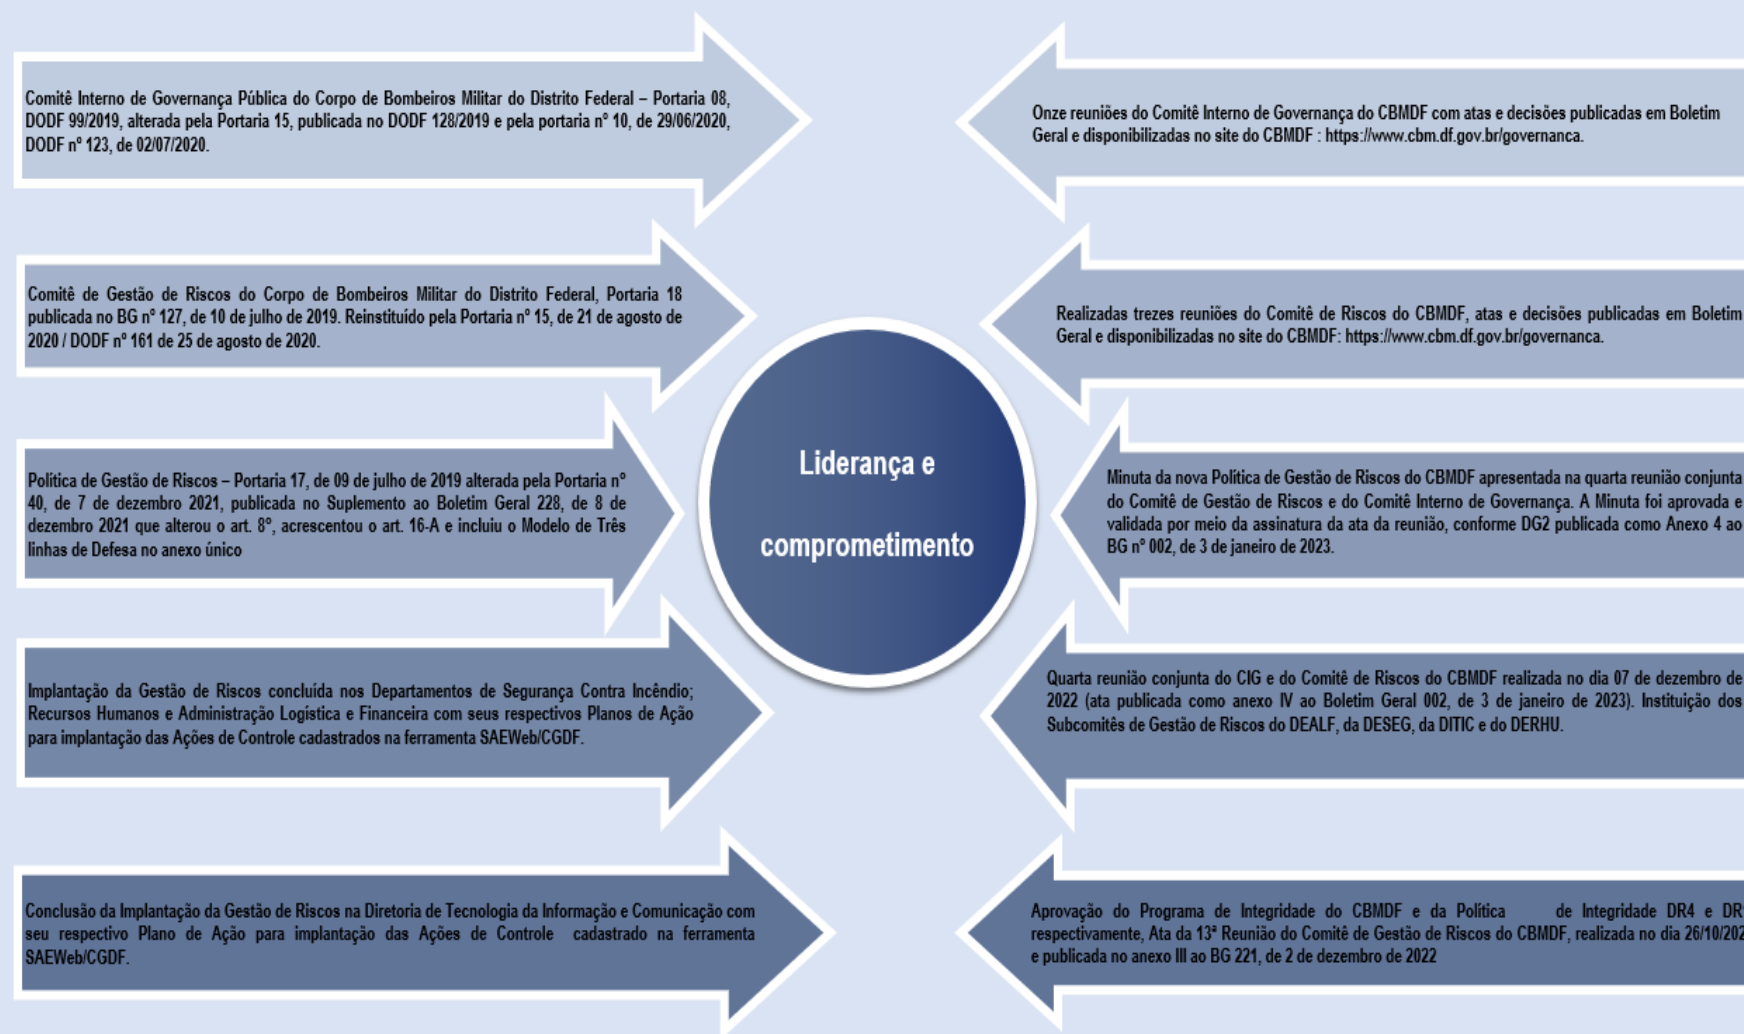 Comitê Interno de Governança Pública do Corpo de Bombeiros Militar do Distrito Federal – Portaria 08,
DODF 99/2019, alterada pela Portaria 15, publicada no DODF 128/2019 e pela portaria nº 10, de 29/06/2020,
DODF nº 123, de 02/07/2020.
Comitê de Gestão de Riscos do Corpo de Bombeiros Militar do Distrito Federal, Portaria 18
publicada no BG nº 127, de 10 de julho de 2019. Reinstituído pela Portaria nº 15, de 21 de agosto de
2020 / DODF nº 161 de 25 de agosto de 2020.
Política de Gestão de Riscos – Portaria 17, de 09 de julho de 2019 alterada pela Portaria nº
40, de 7 de dezembro 2021, publicada no Suplemento ao Boletim Geral 228, de 8 de
dezembro 2021 que alterou o art. 8º, acrescentou o art. 16-A e incluiu o Modelo de Três
linhas de Defesa no anexo único
Implantação da Gestão de Riscos concluída nos Departamentos de Segurança Contra Incêndio;
Recursos Humanos e Administração Logística e Financeira com seus respectivos Planos de Ação
para implantação das Ações de Controle cadastrados na ferramenta SAEWeb/CGDF.
Conclusão da Implantação da Gestão de Riscos na Diretoria de Tecnologia da Informação e Comunicação com
seu respectivo Plano de Ação para implantação das Ações de Controle cadastrado na ferramenta
SAEWeb/CGDF.
Liderança e
comprometimento
Onze reuniões do Comitê Interno de Governança do CBMDF com atas e decisões publicadas em Boletim
Geral e disponibilizadas no site do CBMDF : https://www.cbm.df.gov.br/governanca.
Realizadas trezes reuniões do Comitê de Riscos do CBMDF, atas e decisões publicadas em Boletim
Geral e disponibilizadas no site do CBMDF: https://www.cbm.df.gov.br/governanca.
Minuta da nova Política de Gestão de Riscos do CBMDF apresentada na quarta reunião conjunta
do Comitê de Gestão de Riscos e do Comitê Interno de Governança. A Minuta foi aprovada e
validada por meio da assinatura da ata da reunião, conforme DG2 publicada como Anexo 4 ao
BG nº 002, de 3 de janeiro de 2023.
Quarta reunião conjunta do CIG e do Comitê de Riscos do CBMDF realizada no dia 07 de dezembro de
2022 (ata publicada como anexo IV ao Boletim Geral 002, de 3 de janeiro de 2023). Instituição dos
Subcomitês de Gestão de Riscos do DEALF, da DESEG, da DITIC e do DERHU.
Aprovação do Programa de Integridade do CBMDF e da Política de Integridade DR4 e
respectivamente, Ata da 13ª Reunião do Comitê de Gestão de Riscos do CBMDF, realizada no dia
e publicada no anexo III ao BG 221, de 2 de dezembro de 2022